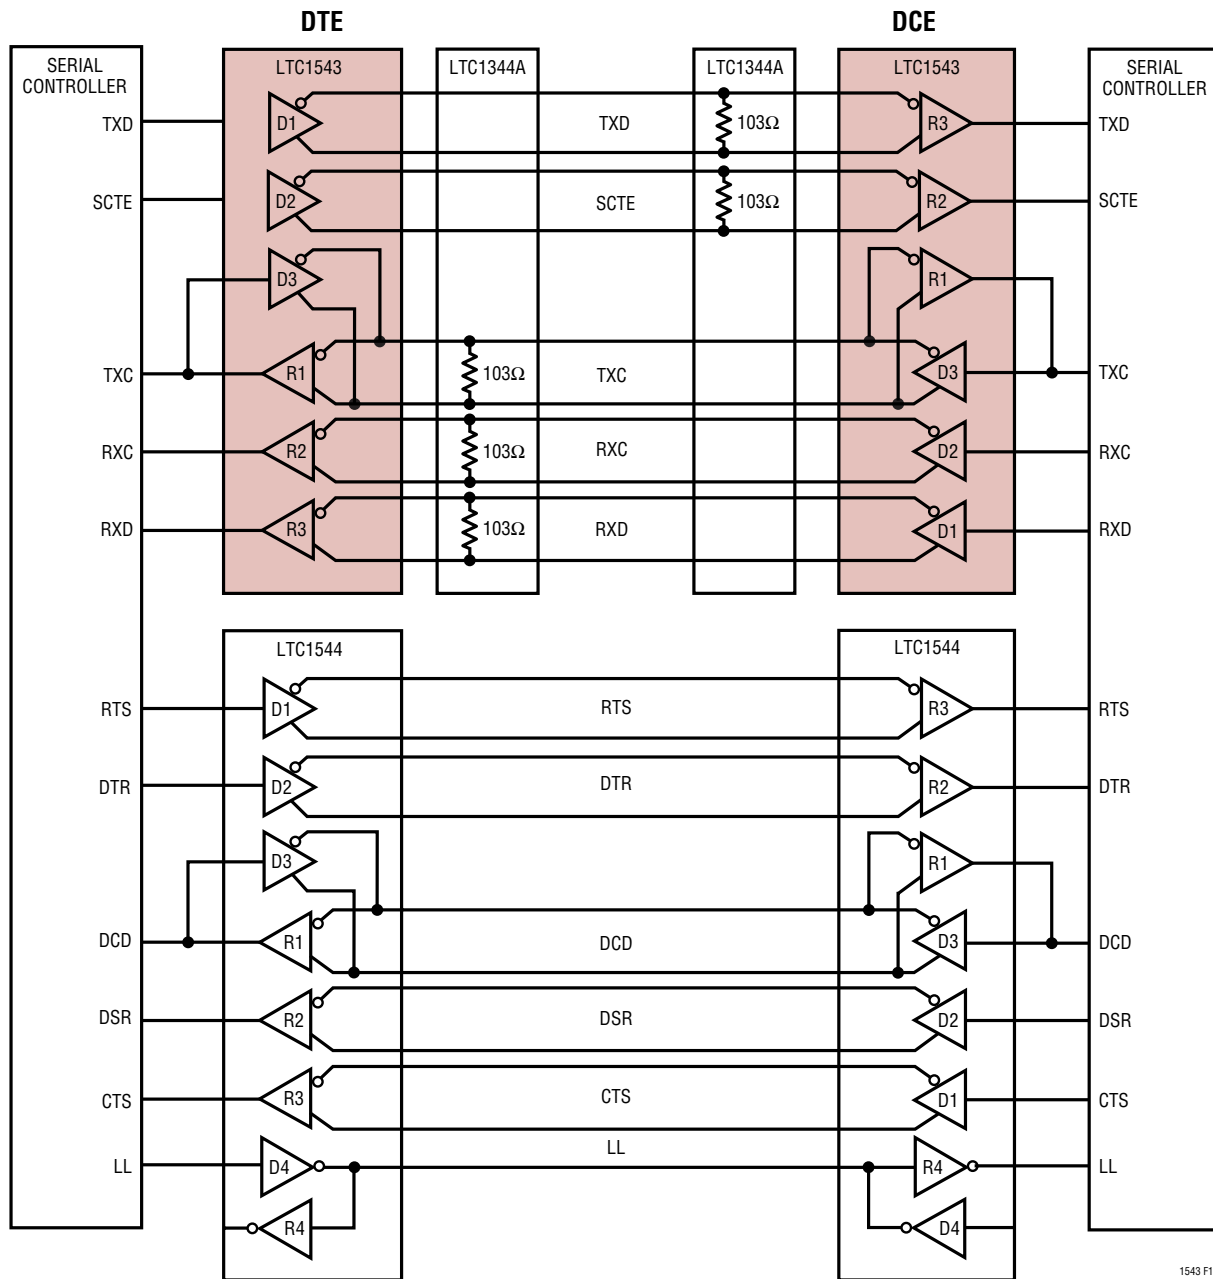 DTE DCE
SERIAL CONTROLLER LTC1543 LTC1344A LTC1344A LTC1543 SERIAL CONTROLLER
TXD D1 TXD 103Ω R3 TXD
SCTE D2 SCTE 103Ω R2 SCTE
D3 R1
TXC R1 103Ω TXC D3 TXC
RXC R2 103Ω RXC D2 RXC
RXD R3 103Ω RXD D1 RXD
LTC1544 LTC1544
RTS D1 RTS R3 RTS
DTR D2 DTR R2 DTR
D3 R1
DCD R1 DCD D3 DCD
DSR R2 DSR D2 DSR
CTS R3 CTS D1 CTS
LL D4 LL R4 LL
R4 D4
1543 F1